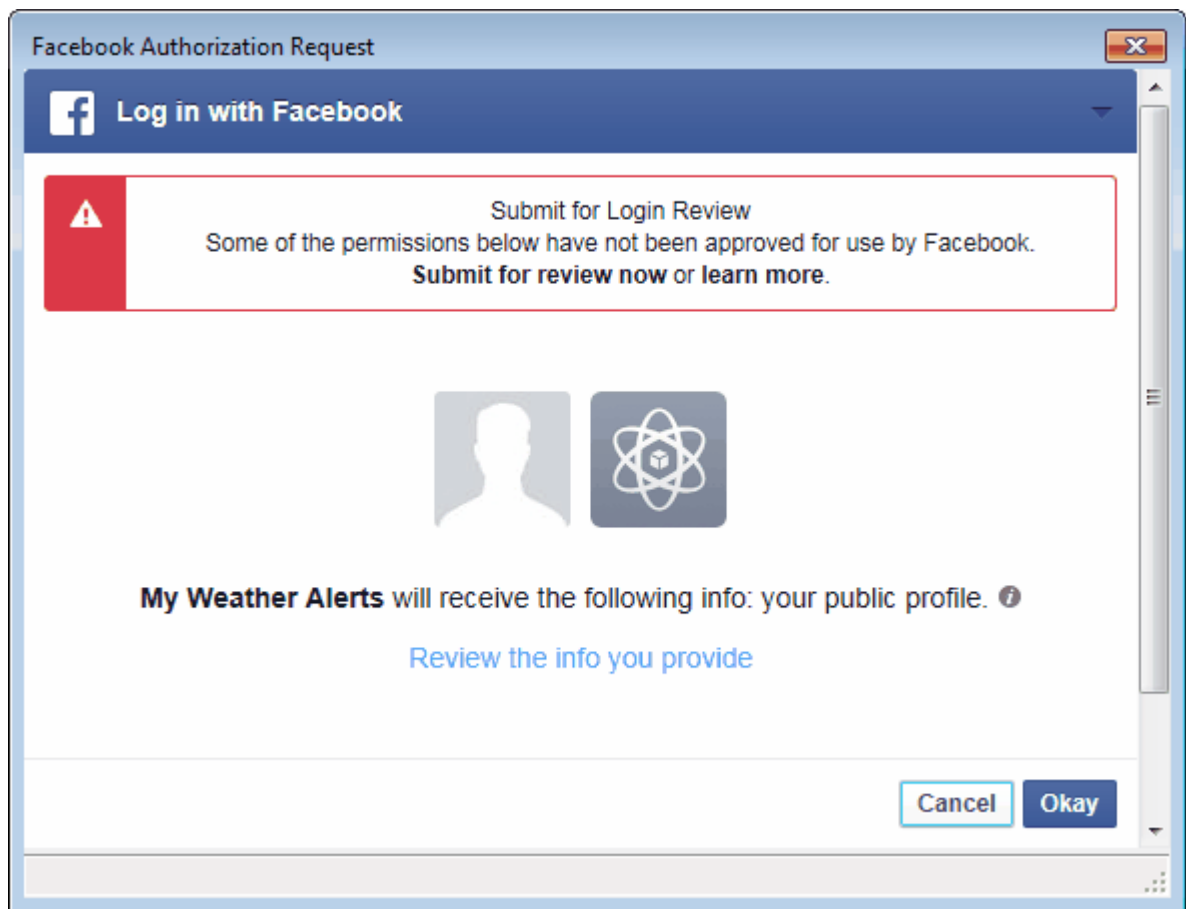 Facebook Authorization Request
Log in with Facebook
Submit for Login Review
Some of the permissions below have not been approved for use by Facebook.
Submit for review now or learn more.
My Weather Alerts will receive the following info: your public profile.
Review the info you provide
Cancel Okay